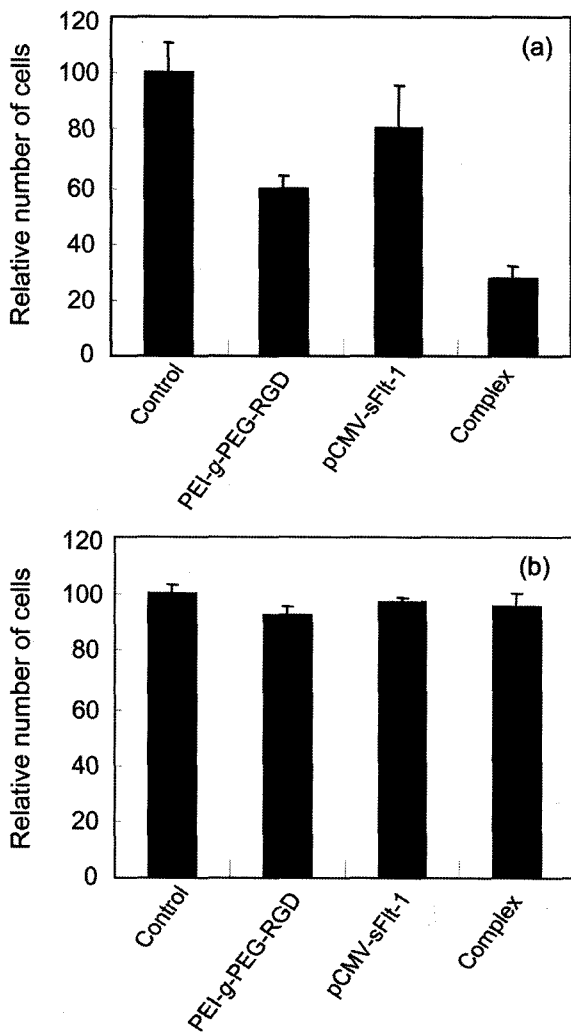 (a)
Relative number of cells
120
100
80
60
40
20
0
Control
PEI-g-PEG-RGD
pCMV-sFlt-1
Complex
(b)
Relative number of cells
120
100
80
60
40
20
0
Control
PEI-g-PEG-RGD
pCMV-sFlt-1
Complex